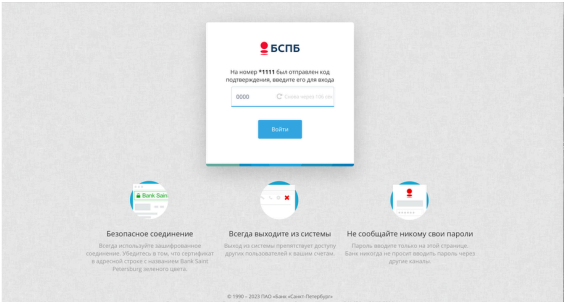 БСПБ
На номер *1111 был отправлен код
подтверждения, введите его для входа
0000
Войти
Bank Sain
Безопасное соединение
Всегда выходите из системы
Не сообщайте никому свои пароли
Всегда используйте зашифрованное
соединение. Убедитесь в том, что сертификат
в адресной строке с названием Bank Saint
Petersburg зеленого цвета.
Выход из системы препятствует доступу
других пользователей к вашим счетам.
Пароль вводите только на этой странице.
Банк никогда не просит вводить пароль через
другие каналы.
© 1990 – 2023 ПАО «Банк «Санкт-Петербург»